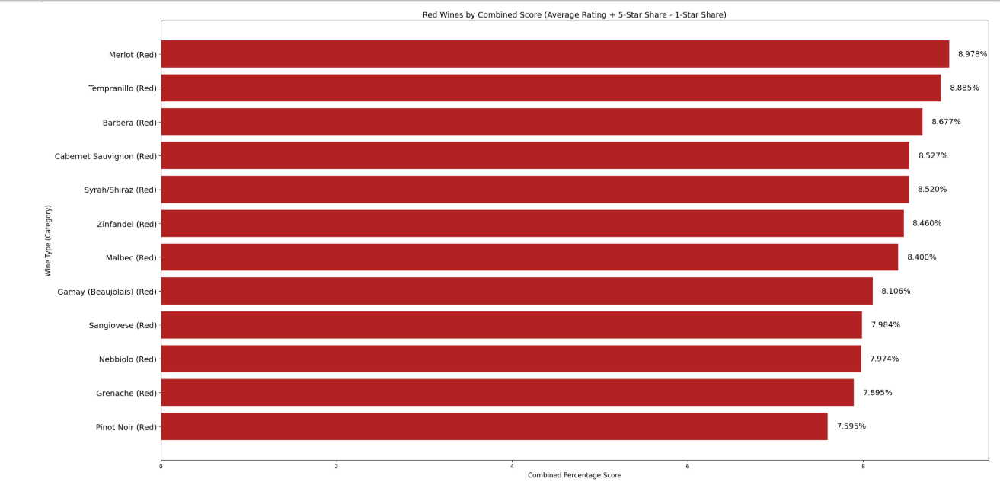 Red Wines by Combined Score (Average Rating + 5-Star Share - 1-Star Share)
Wine Type (Category)
Merlot (Red) 8.978%
Tempranillo (Red) 8.885%
Barbera (Red) 8.677%
Cabernet Sauvignon (Red) 8.527%
Syrah/Shiraz (Red) 8.520%
Zinfandel (Red) 8.460%
Malbec (Red) 8.400%
Gamay (Beaujolais) (Red) 8.106%
Sangiovese (Red) 7.984%
Nebbiolo (Red) 7.974%
Grenache (Red) 7.895%
Pinot Noir (Red) 7.595%
0 2 4 6 8
Combined Percentage Score